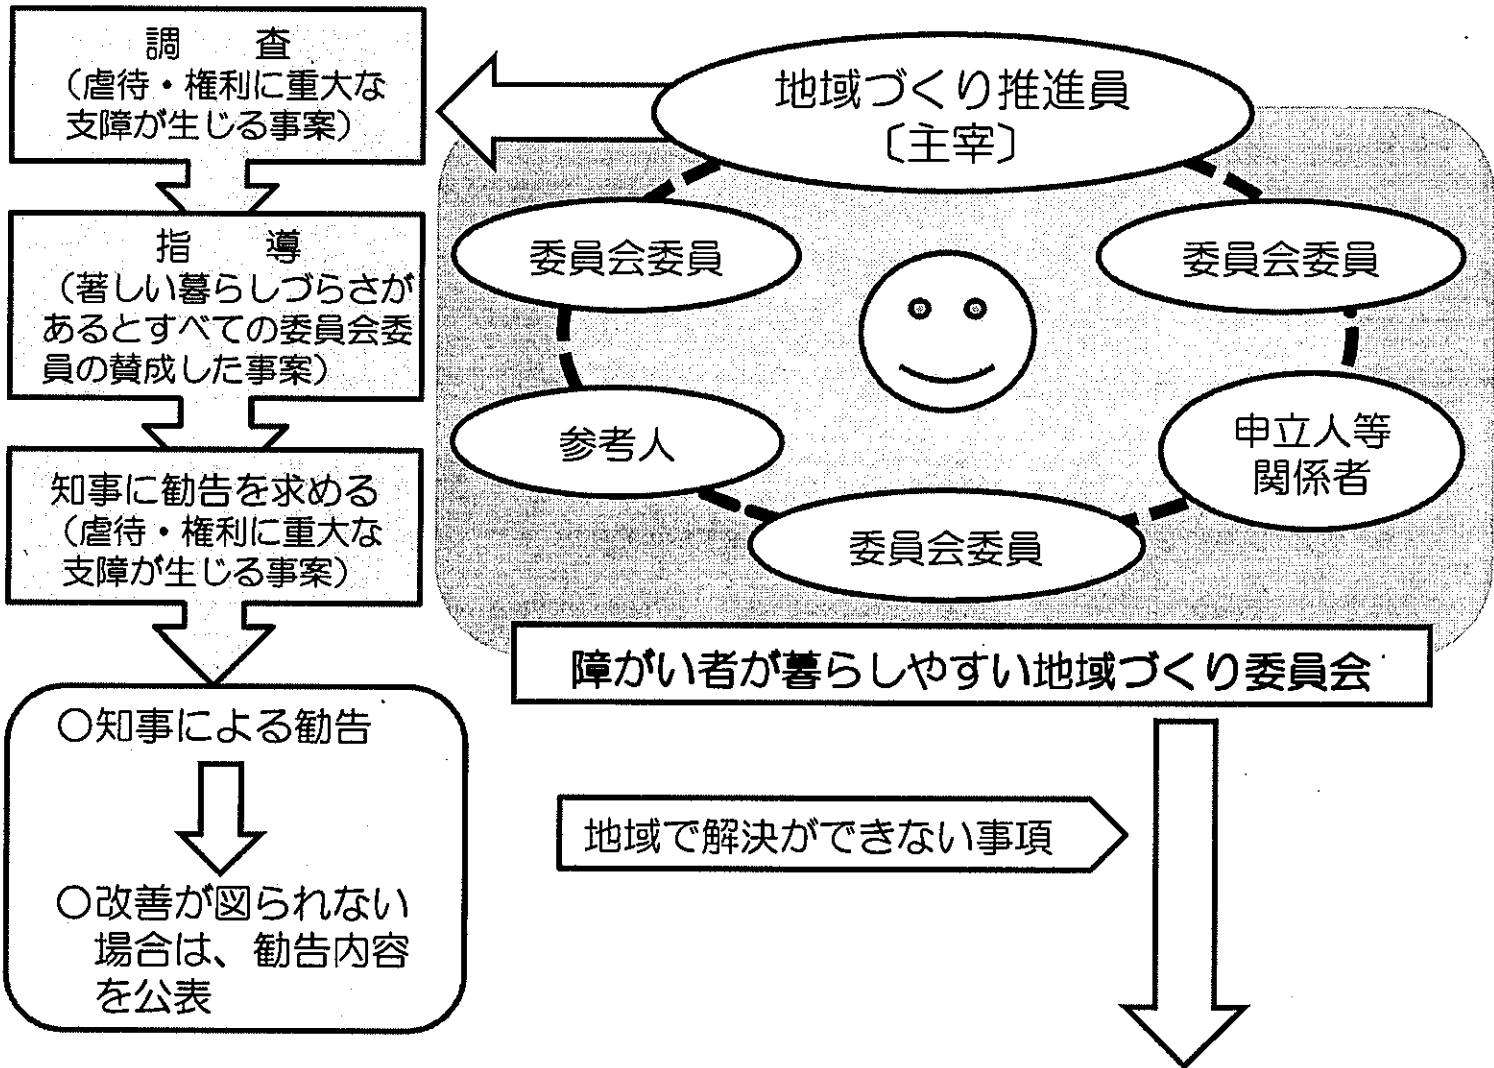 調　査
（虐待・権利に重大な
支障が生じる事案）
指　導
（著しい暮らしづらさが
あるとすべての委員会委
員の賛成した事案）
知事に勧告を求める
（虐待・権利に重大な
支障が生じる事案）
○知事による勧告
○改善が図られない
場合は、勧告内容
を公表
地域づくり推進員
〔主宰〕
委員会委員
委員会委員
参考人
申立人等
関係者
委員会委員
障がい者が暮らしやすい地域づくり委員会
地域で解決ができない事項